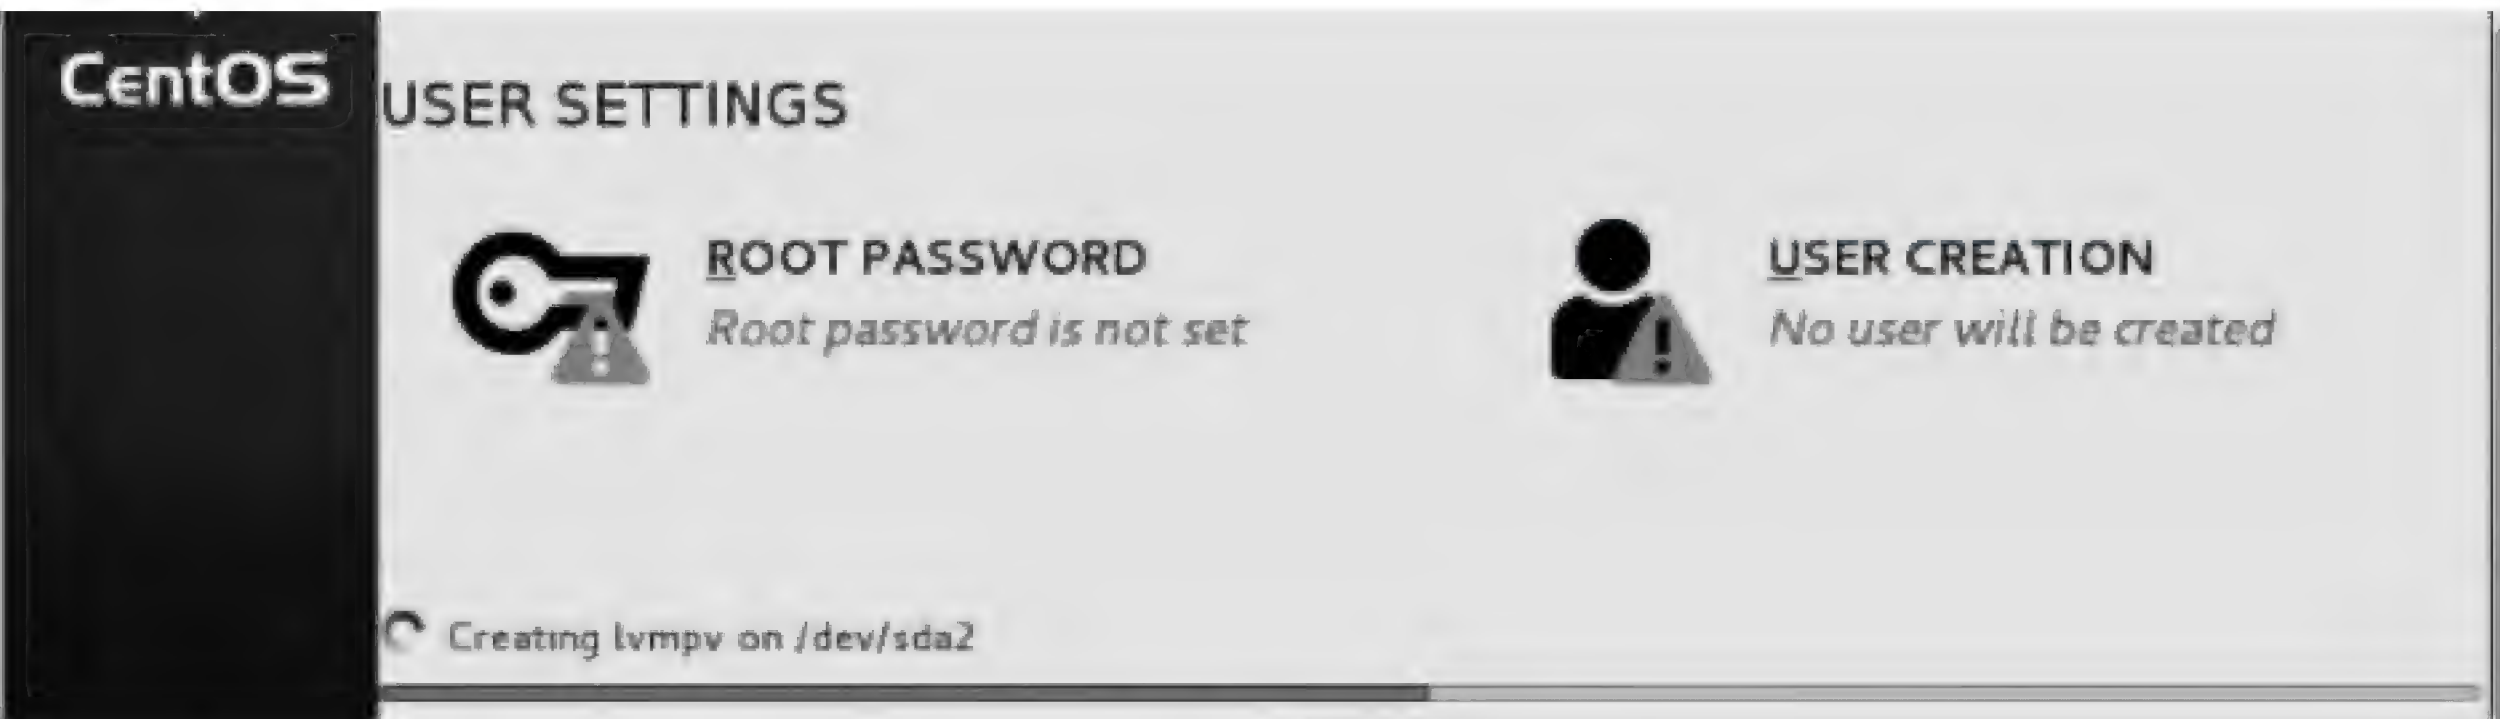 CentOS
USER SETTINGS
ROOT PASSWORD
Root password is not set
USER CREATION
No user will be created
Creating lvmpv on /dev/sda2